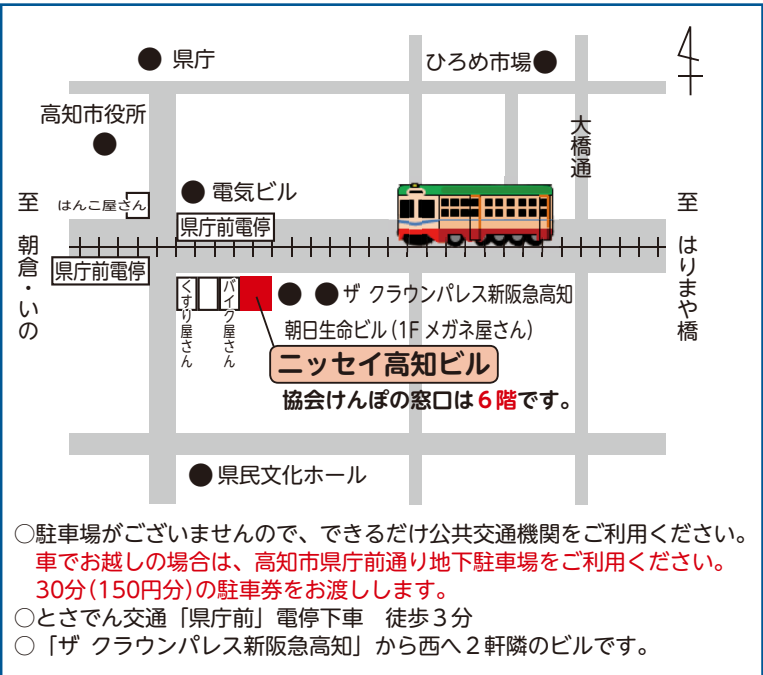 県庁
ひろめ市場
高知市役所
大橋通
電気ビル
至 朝倉・いの
はんこ屋さん
至 はりまや橋
県庁前電停
県庁前電停
くすり屋さん
バイク屋さん
ザ クラウンパレス新阪急高知
朝日生命ビル(1F メガネ屋さん)
ニッセイ高知ビル
協会けんぽの窓口は6階です。
県民文化ホール
○駐車場がございませんので、できるだけ公共交通機関をご利用ください。
車でお越しの場合は、高知市県庁前通り地下駐車場をご利用ください。
30分(150円分)の駐車券をお渡しします。
○とさでん交通「県庁前」電停下車　徒歩3分
○「ザ クラウンパレス新阪急高知」から西へ2軒隣のビルです。